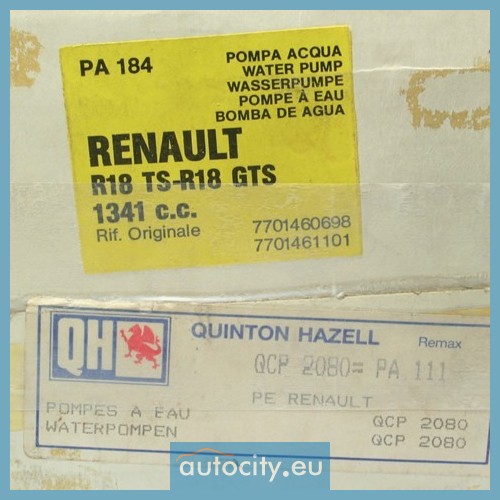 PA 184
POMPA ACQUA
WATER PUMP
WASSERPUMPE
POMPE À EAU
BOMBA DE AGUA
RENAULT
R18 TS-R18 GTS
1341 c.c.
Rif. Originale
7701460698
7701461101
QH
QUINTON HAZELL
Remax
QCP 2080= PA 111
PE RENAULT
POMPES A EAU
WATERPOMPEN
QCP 2080
QCP 2080
autocity.eu